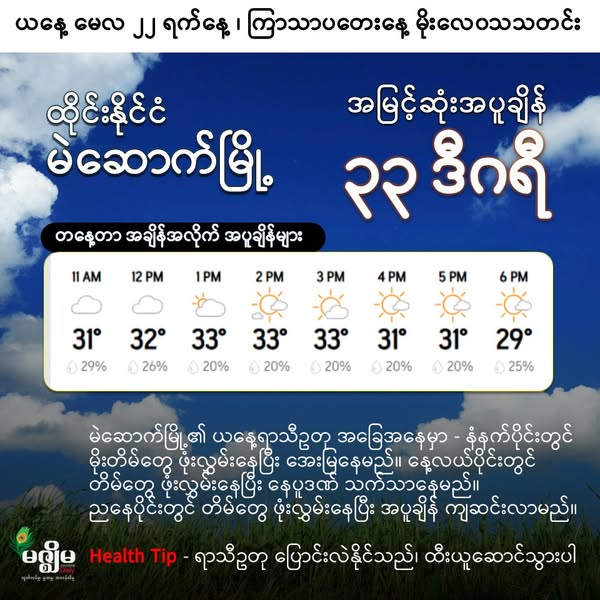 ယနေ့ မေလ ၂၂ ရက်နေ့ ၊ ကြာသာပတေးနေ့ မိုးလေဝသသတင်း
ထိုင်းနိုင်ငံ
မဲဆောက်မြို့
အမြင့်ဆုံးအပူချိန်
၃၃ ဒီဂရီ
တနေ့တာ အချိန်အလိုက် အပူချိန်များ
11 AM 12 PM 1 PM 2 PM 3 PM 4 PM 5 PM 6 PM
31° 32° 33° 33° 33° 31° 31° 29°
29% 26% 20% 20% 20% 20% 20% 25%
မဲဆောက်မြို့၏ ယနေ့ရာသီဥတု အခြေအနေမှာ - နံနက်ပိုင်းတွင်
မိုးတိမ်တွေ ဖုံးလွှမ်းနေပြီး အေးမြနေမည်။ နေ့လယ်ပိုင်းတွင်
တိမ်တွေ ဖုံးလွှမ်းနေပြီး နေပူဒဏ် သက်သာနေမည်။
ညနေပိုင်းတွင် တိမ်တွေ ဖုံးလွှမ်းနေပြီး အပူချိန် ကျဆင်းလာမည်။
မဇ္ဈိမ
Health Tip - ရာသီဥတု ပြောင်းလဲနိုင်သည်၊ ထီးယူဆောင်သွားပါ